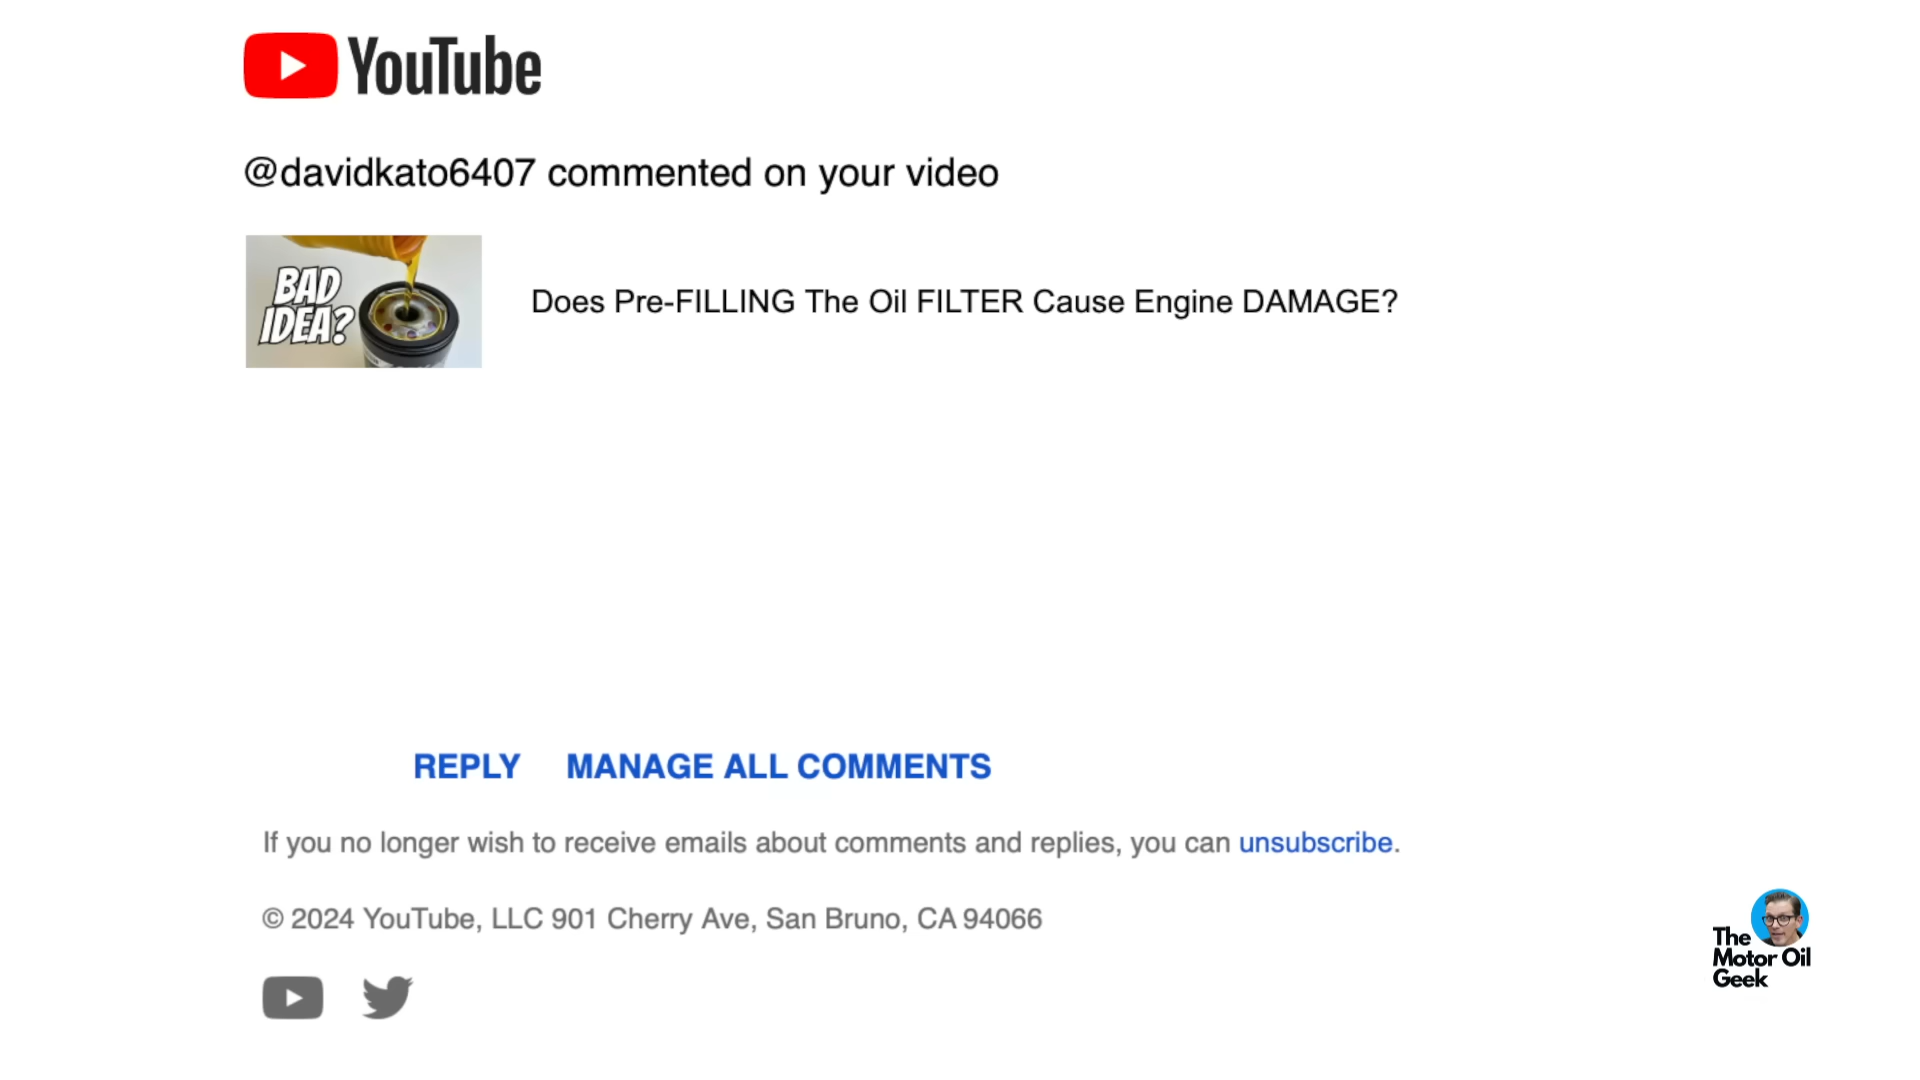 YouTube
@davidkato6407 commented on your video
BAD
IDEA?
Does Pre-FILLING The Oil FILTER Cause Engine DAMAGE?
REPLY MANAGE ALL COMMENTS
If you no longer wish to receive emails about comments and replies, you can unsubscribe.
© 2024 YouTube, LLC 901 Cherry Ave, San Bruno, CA 94066
The
Motor Oil
Geek